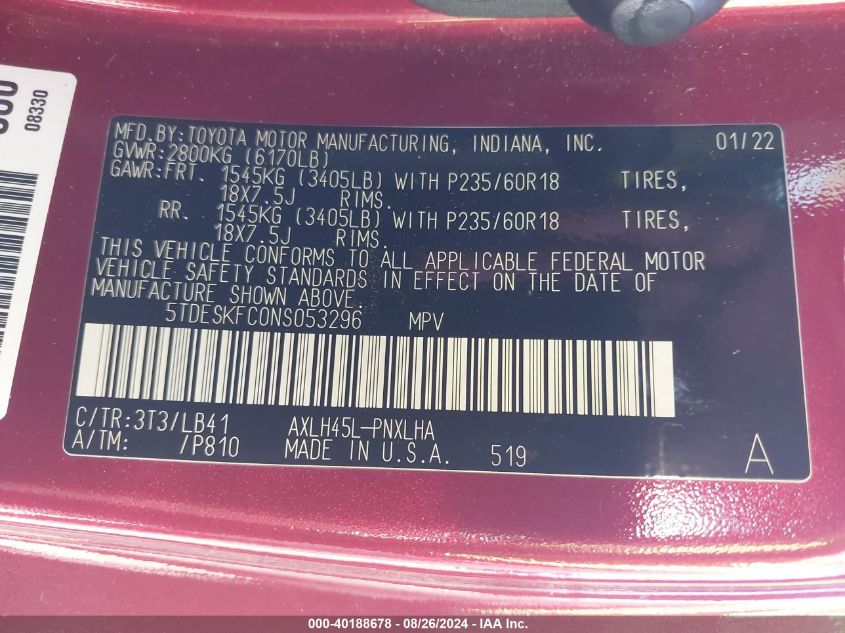 08330
MFD.BY:TOYOTA MOTOR MANUFACTURING, INDIANA, INC. 01/22
GVWR:2800KG (6170LB)
GAWR:FRT. 1545KG (3405LB) WITH P235/60R18 TIRES,
18X7.5J RIMS.
RR. 1545KG (3405LB) WITH P235/60R18 TIRES,
18X7.5J RIMS.
THIS VEHICLE CONFORMS TO ALL APPLICABLE FEDERAL MOTOR
VEHICLE SAFETY STANDARDS IN EFFECT ON THE DATE OF
MANUFACTURE SHOWN ABOVE.
5TDESKFC0NS053296 MPV
C/TR:3T3/LB41 AXLH45L-PNXLHA
A/TM: /P810 MADE IN U.S.A. 519 A
000-40188678 - 08/26/2024 - IAA Inc.